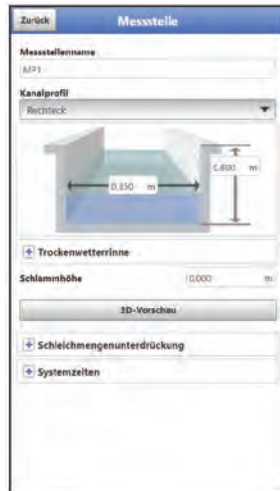 Zurück
Messstelle
Messstellenname
MP1
Kanalprofil
Rechteck
0,600 m
0,350 m
+ Trockenwetterrinne
Schlammhöhe 0,000 m
3D-Vorschau
+ Schleichmengenunterdrückung
+ Systemzeiten